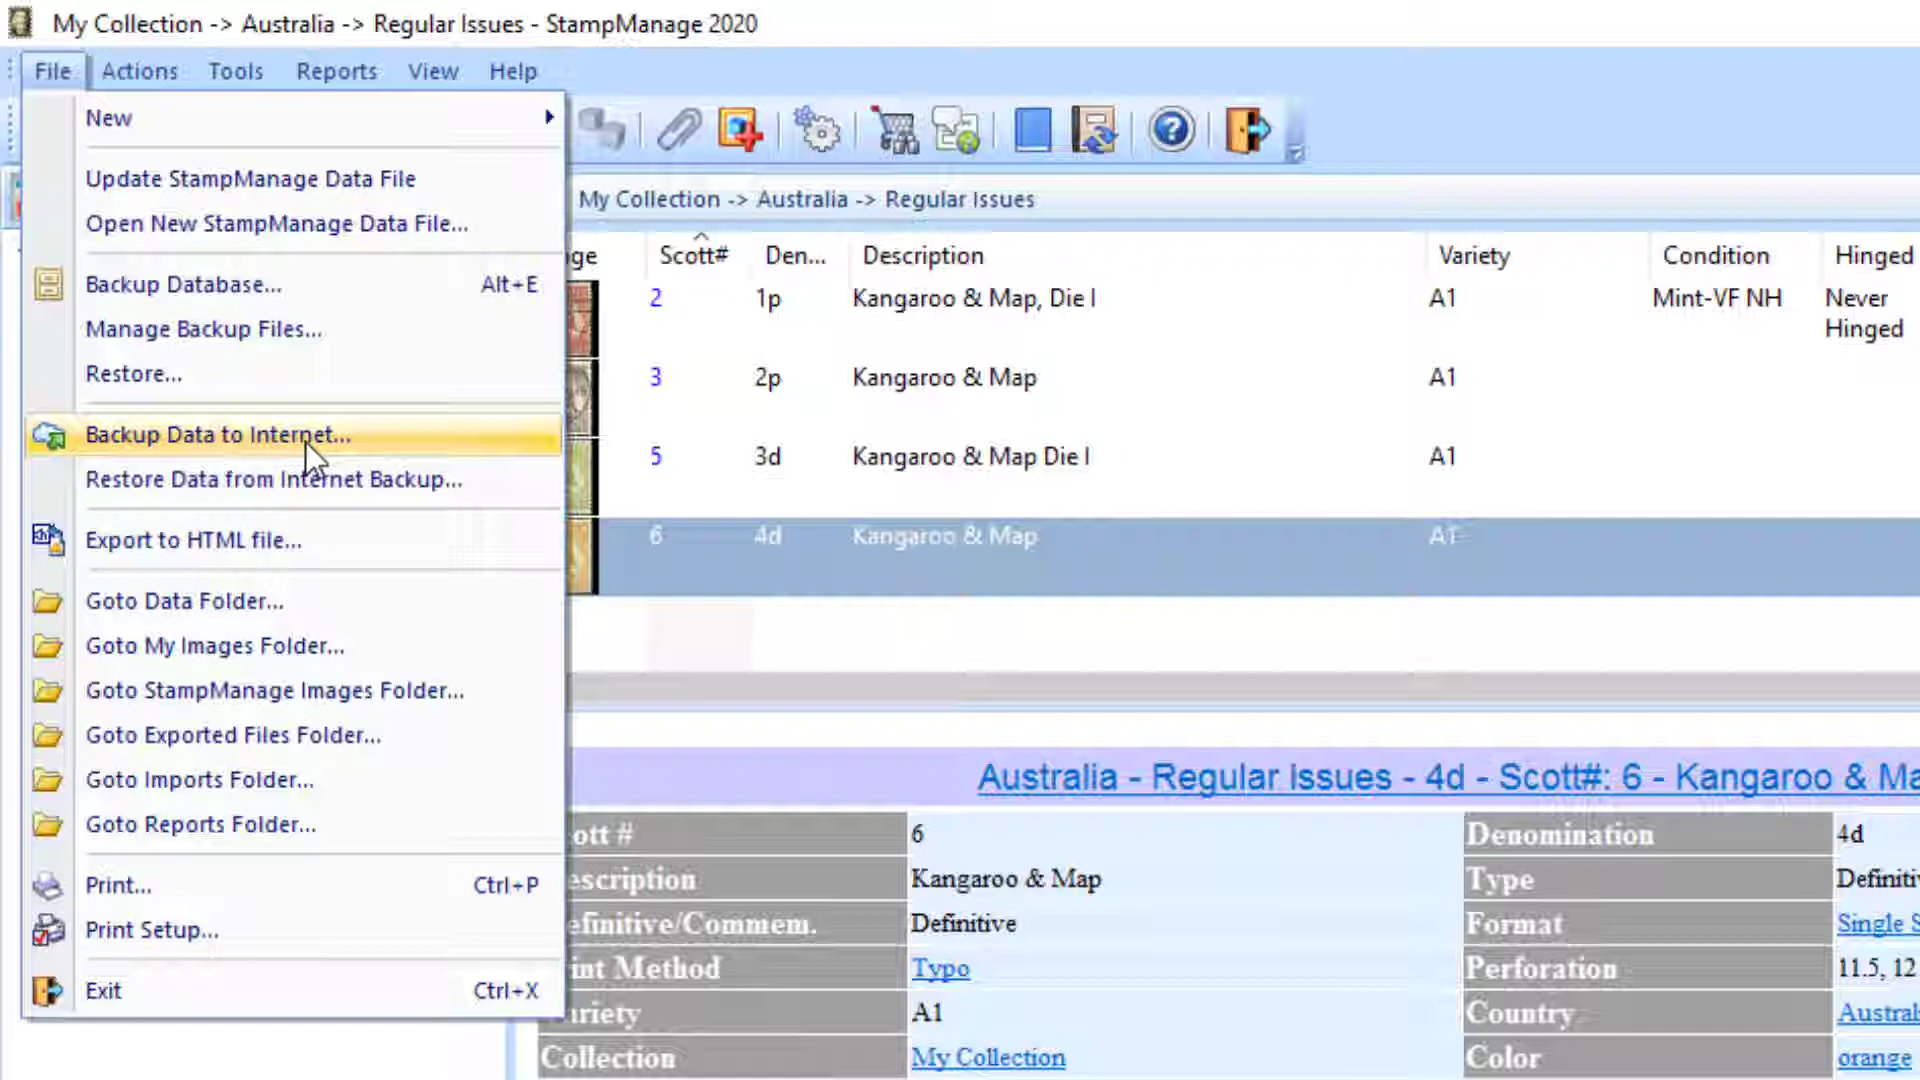 My Collection -> Australia -> Regular Issues - StampManage 2020
File Actions Tools Reports View Help
New
Update StampManage Data File
Open New StampManage Data File...
Backup Database... Alt+E
Manage Backup Files...
Restore...
Backup Data to Internet...
Restore Data from Internet Backup...
Export to HTML file...
Goto Data Folder...
Goto My Images Folder...
Goto StampManage Images Folder...
Goto Exported Files Folder...
Goto Imports Folder...
Goto Reports Folder...
Print... Ctrl+P
Print Setup...
Exit Ctrl+X
My Collection -> Australia -> Regular Issues
ge Scott# Den... Description Variety Condition Hinged
2 1p Kangaroo & Map, Die I A1 Mint-VF NH Never
Hinged
3 2p Kangaroo & Map A1
5 3d Kangaroo & Map Die I A1
6 4d Kangaroo & Map A1
Australia - Regular Issues - 4d - Scott#: 6 - Kangaroo & Ma
ott # 6 Denomination 4d
escription Kangaroo & Map Type Definitiv
efinitive/Commem. Definitive Format Single S
int Method Typo Perforation 11.5, 12
riety A1 Country Austral
Collection My Collection Color orange